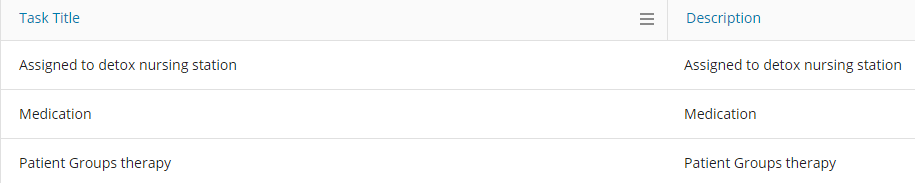 Task Title Description
Assigned to detox nursing station Assigned to detox nursing station
Medication Medication
Patient Groups therapy Patient Groups therapy